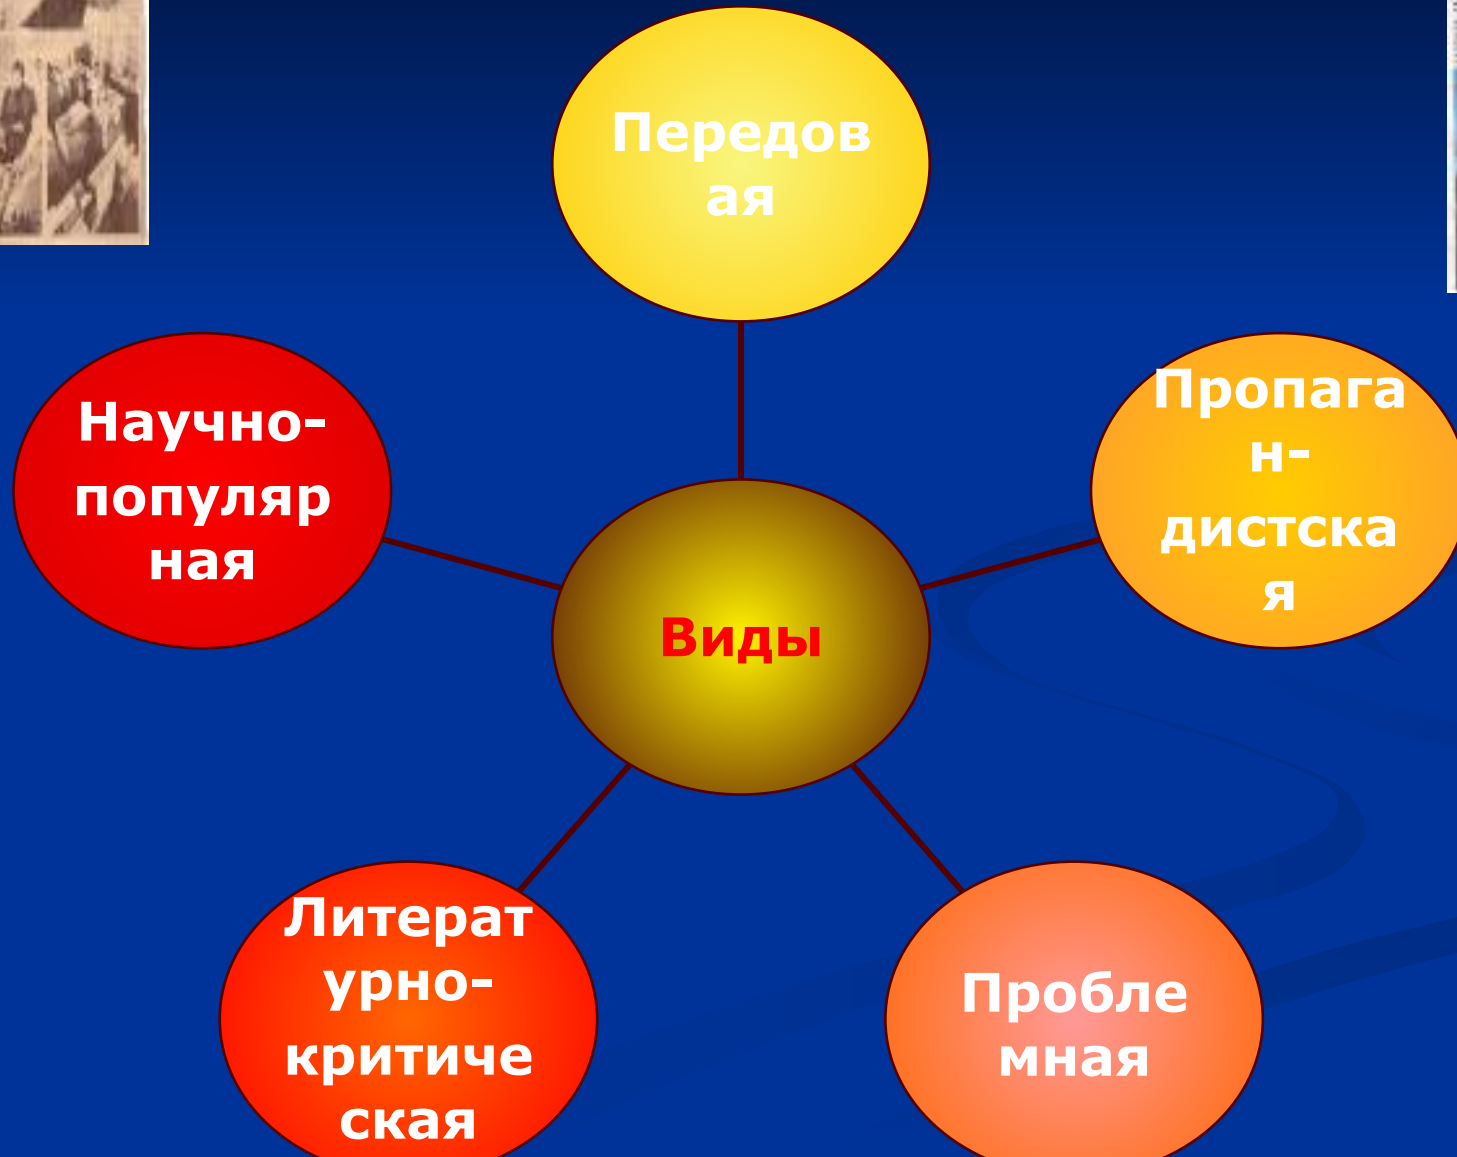 Передов
ая
Научно-
популяр
ная
Пропага
н-
дистска
я
Виды
Литерат
урно-
критиче
ская
Пробле
мная